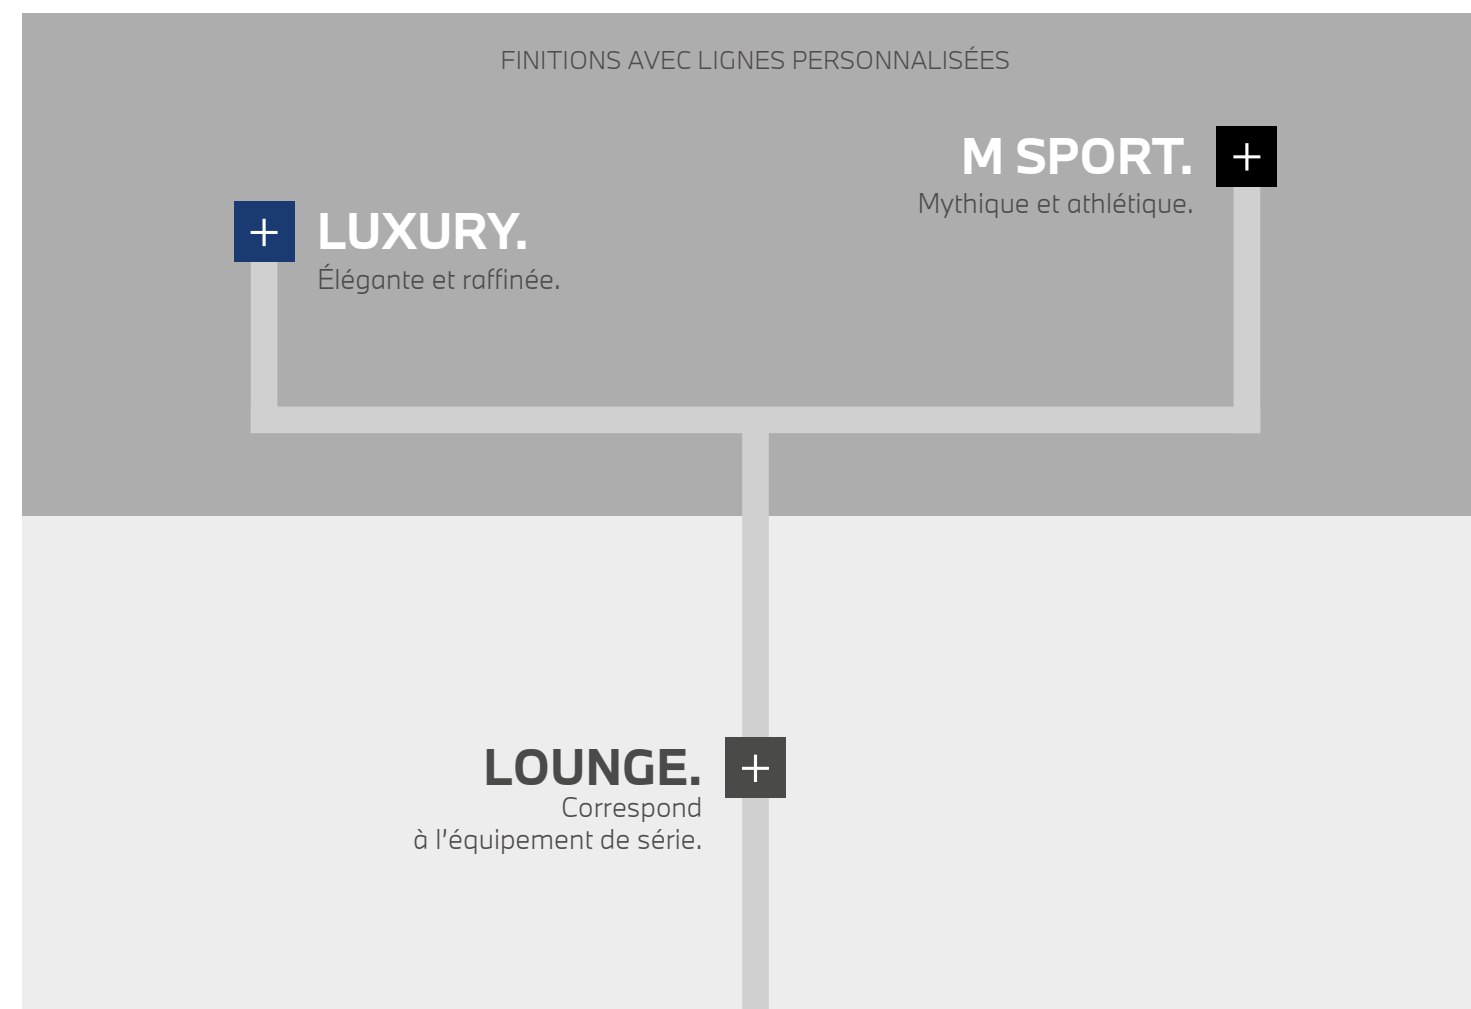 FINITIONS AVEC LIGNES PERSONNALISÉES
M SPORT.
Mythique et athlétique.
LUXURY.
Élégante et raffinée.
LOUNGE.
Correspond
à l'équipement de série.